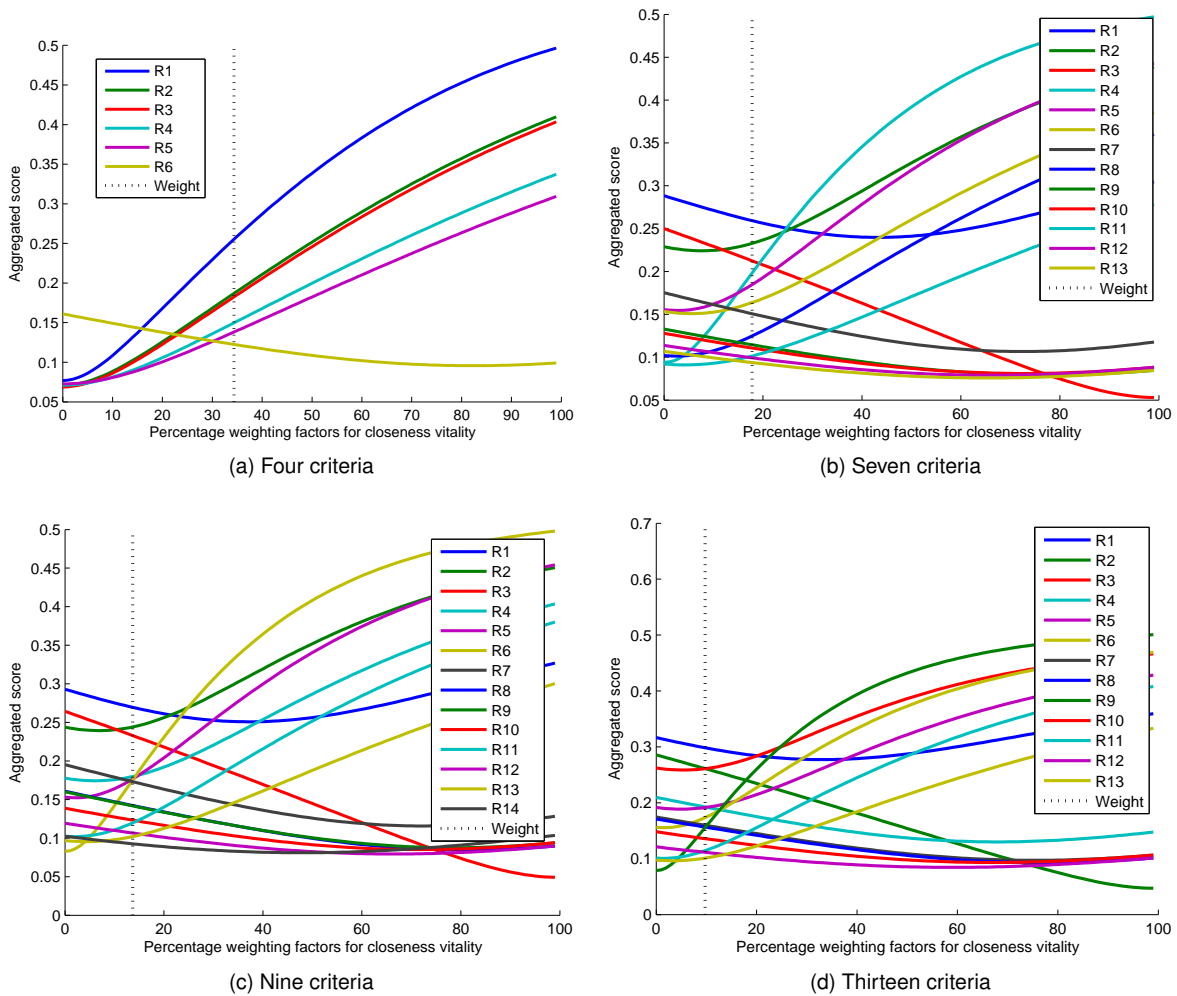 0.5
0.45
0.4
0.35
0.3
0.25
0.2
0.15
0.1
0.05
Aggregated score
R1
R2
R3
R4
R5
R6
Weight
0 10 20 30 40 50 60 70 80 90 100
Percentage weighting factors for closeness vitality
(a) Four criteria
0.5
0.45
0.4
0.35
0.3
0.25
0.2
0.15
0.1
0.05
Aggregated score
R1
R2
R3
R4
R5
R6
R7
R8
R9
R10
R11
R12
R13
Weight
0 20 40 60 80 100
Percentage weighting factors for closeness vitality
(b) Seven criteria
0.5
0.45
0.4
0.35
0.3
0.25
0.2
0.15
0.1
0.05
0
Aggregated score
R1
R2
R3
R4
R5
R6
R7
R8
R9
R10
R11
R12
R13
R14
Weight
0 20 40 60 80 100
Percentage weighting factors for closeness vitality
(c) Nine criteria
0.7
0.6
0.5
0.4
0.3
0.2
0.1
0
Aggregated score
R1
R2
R3
R4
R5
R6
R7
R8
R9
R10
R11
R12
R13
Weight
0 20 40 60 80 100
Percentage weighting factors for closeness vitality
(d) Thirteen criteria